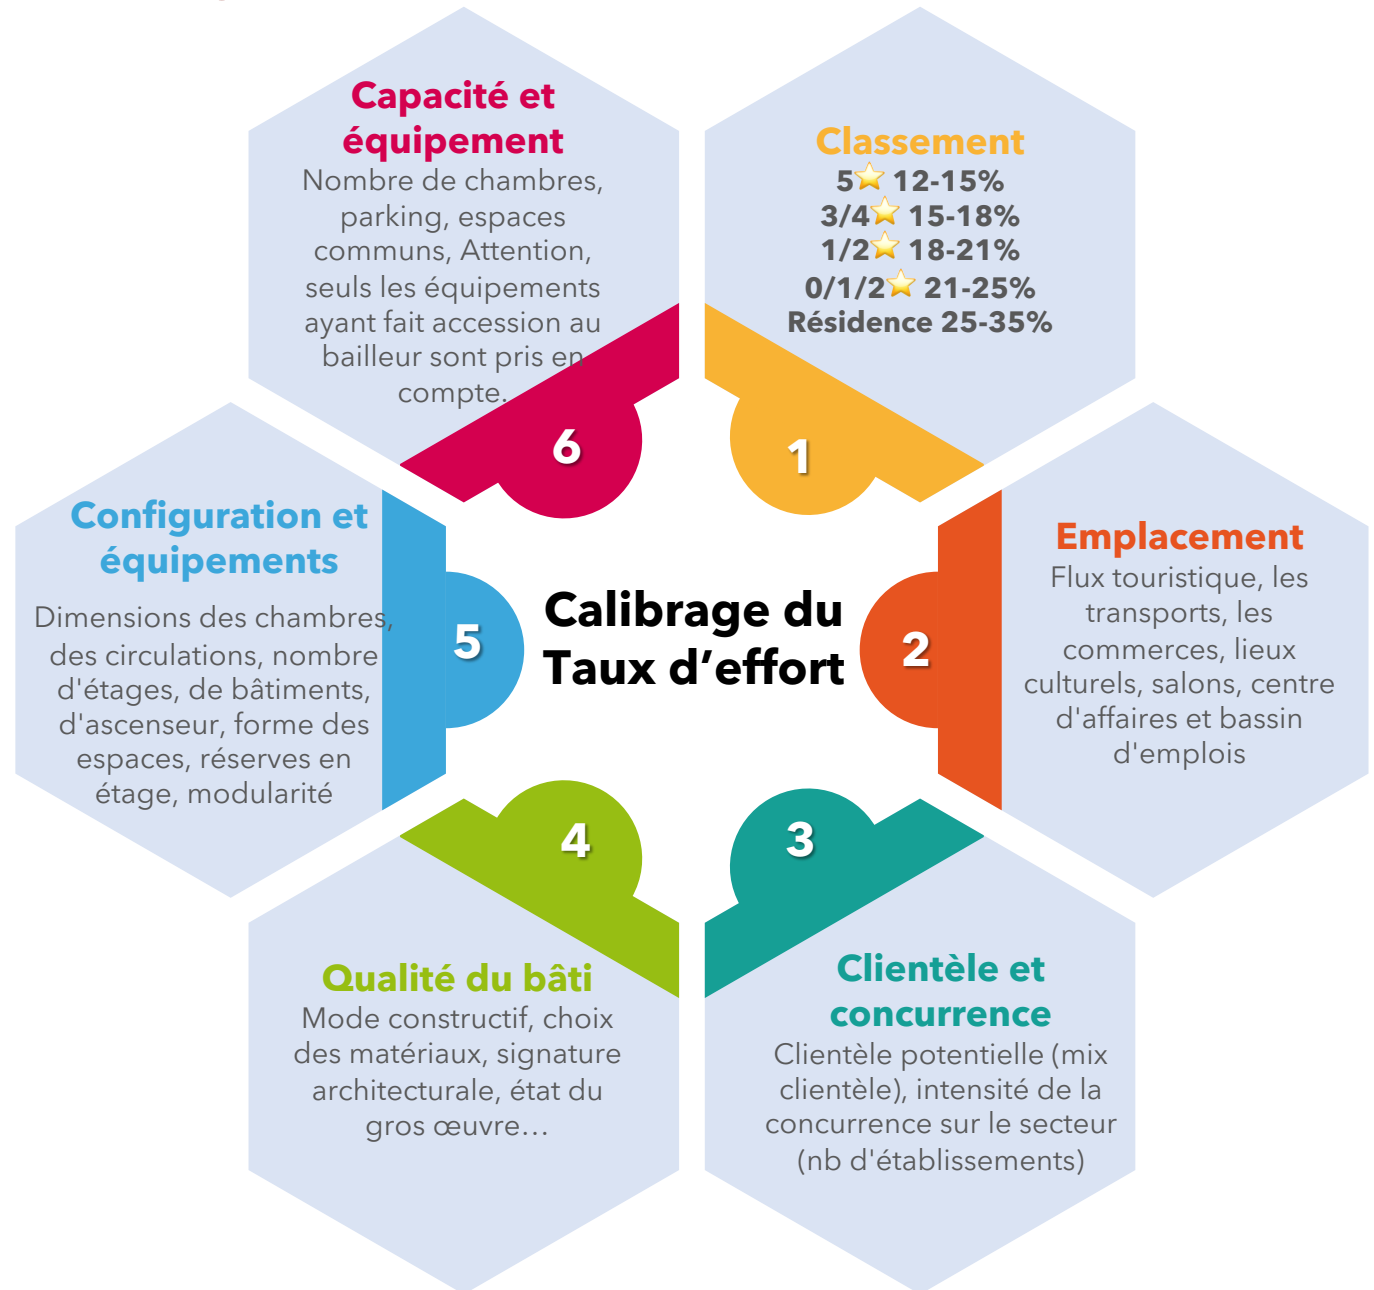 Capacité et
équipement
Nombre de chambres,
parking, espaces
communs, Attention,
seuls les équipements
ayant fait accession au
bailleur sont pris en
compte.
6
Classement
5⭐ 12-15%
3/4⭐ 15-18%
1/2⭐ 18-21%
0/1/2⭐ 21-25%
Résidence 25-35%
1
Configuration et
équipements
Dimensions des chambres,
des circulations, nombre
d'étages, de bâtiments,
d'ascenseur, forme des
espaces, réserves en
étage, modularité
5
Calibrage du
Taux d’effort
2
Emplacement
Flux touristique, les
transports, les
commerces, lieux
culturels, salons, centre
d'affaires et bassin
d'emplois
4
Qualité du bâti
Mode constructif, choix
des matériaux, signature
architecturale, état du
gros œuvre…
3
Clientèle et
concurrence
Clientèle potentielle (mix
clientèle), intensité de la
concurrence sur le secteur
(nb d'établissements)